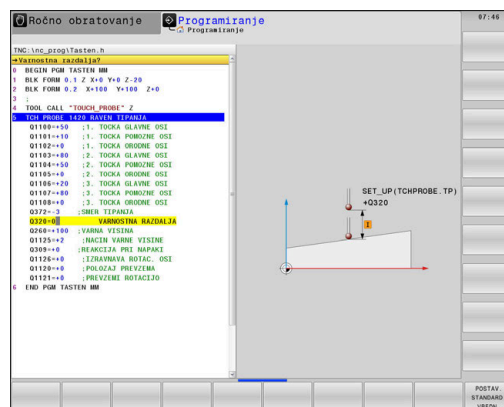 Ročno obratovanje
Programiranje
Programiranje
07:46
TNC:\nc_prog\Tasten.h
→Varnostna razdalja?
0 BEGIN PGM TASTEN MM
1 BLK FORM 0.1 Z X+0 Y+0 Z-20
2 BLK FORM 0.2 X+100 Y+100 Z+0
3 ;
4 TOOL CALL "TOUCH_PROBE" Z
5 TCH PROBE 1420 RAVEN TIPANJA
Q1100=+50 ;1. TOCKA GLAVNE OSI
Q1101=+10 ;1. TOCKA POMOZNE OSI
Q1102=+0 ;1. TOCKA ORODNE OSI
Q1103=+80 ;2. TOCKA GLAVNE OSI
Q1104=+50 ;2. TOCKA POMOZNE OSI
Q1105=+0 ;2. TOCKA ORODNE OSI
Q1106=+20 ;3. TOCKA GLAVNE OSI
Q1107=+80 ;3. TOCKA POMOZNE OSI
Q1108=+0 ;3. TOCKA ORODNE OSI
Q372=-3 ;SMER TIPANJA
Q320=0 VARNOSTNA RAZDALJA
Q260=+100 ;VARNA VISINA
Q1125=+2 ;NACIN VARNE VISINE
Q309=+0 ;REAKCIJA PRI NAPAKI
Q1126=+0 ;IZRAVNAVA ROTAC. OSI
Q1120=+0 ;POLOZAJ PREVZEMA
Q1121=+0 ;PREVZEMI ROTACIJO
6 END PGM TASTEN MM
SET_UP(TCHPROBE.TP)
+Q320
I
POSTAV.
STANDARD
VREDN.